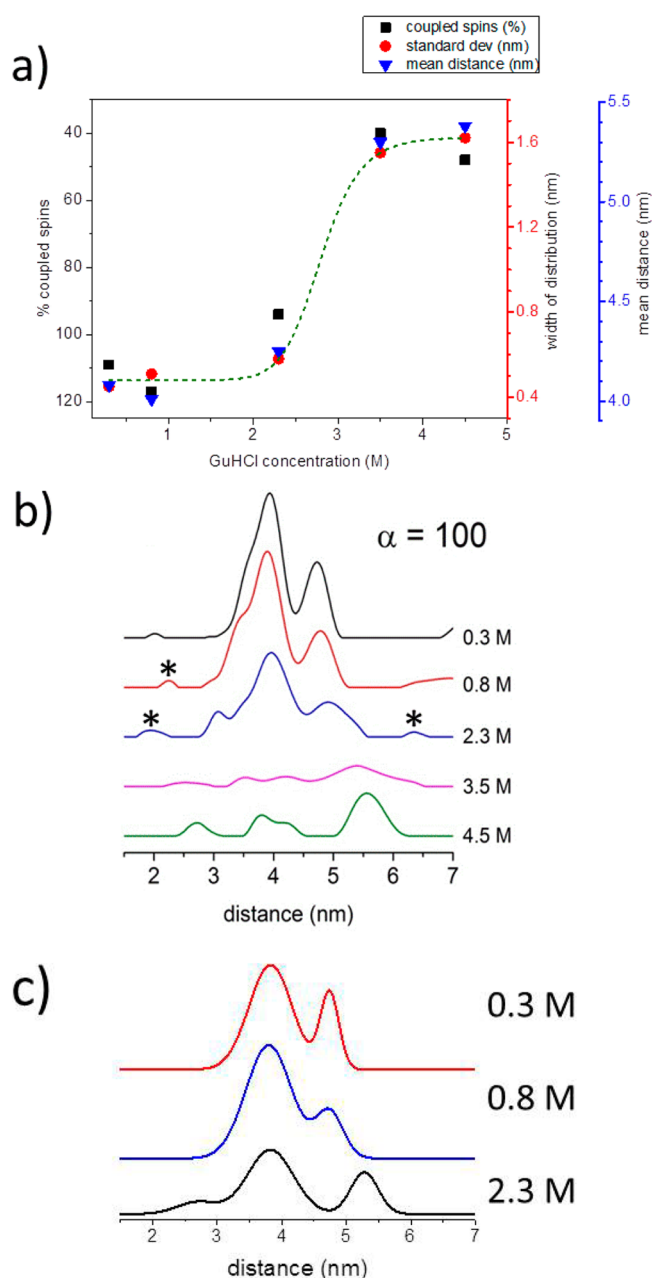 coupled spins (%)
standard dev (nm)
mean distance (nm)
a)
40
60
80
100
120
% coupled spins
1
2
3
4
5
GuHCl concentration (M)
1.6
1.2
0.8
0.4
width of distribution (nm)
5.5
5.0
4.5
4.0
mean distance (nm)
b)
α = 100
0.3 M
*
0.8 M
* *
2.3 M
3.5 M
4.5 M
2 3 4 5 6 7
distance (nm)
c)
0.3 M
0.8 M
2.3 M
2 3 4 5 6 7
distance (nm)